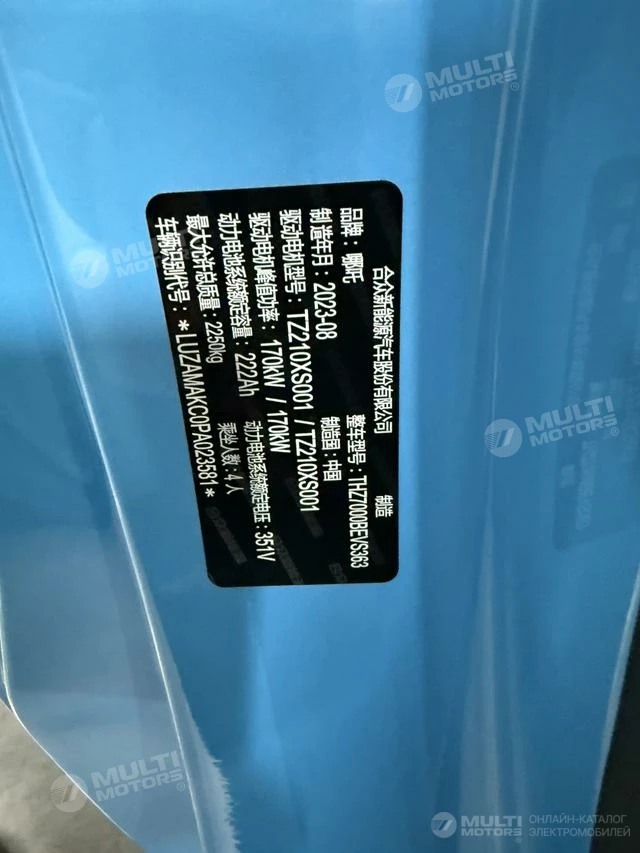 合众新能源汽车股份有限公司 制造
品牌：哪吒 整车型号：THZ7000BEVS363
制造年月：2023-08 制造国：中国
驱动电机型号：TZ210XS001 / TZ210XS001
驱动电机峰值功率：170kW / 170kW
动力电池系统额定容量：222Ah 动力电池系统额定电压：351V
最大允许总质量：2250kg 乘坐人数：4人
车辆识别代号：*LUZAMAKC0PA023581*
MULTI
MOTORS®
MULTI
MOTORS®
MULTI
MOTORS®
MULTI
MOTORS®
MULTI
MOTORS®
ОНЛАЙН-КАТАЛОГ
ЭЛЕКТРОМОБИЛЕЙ